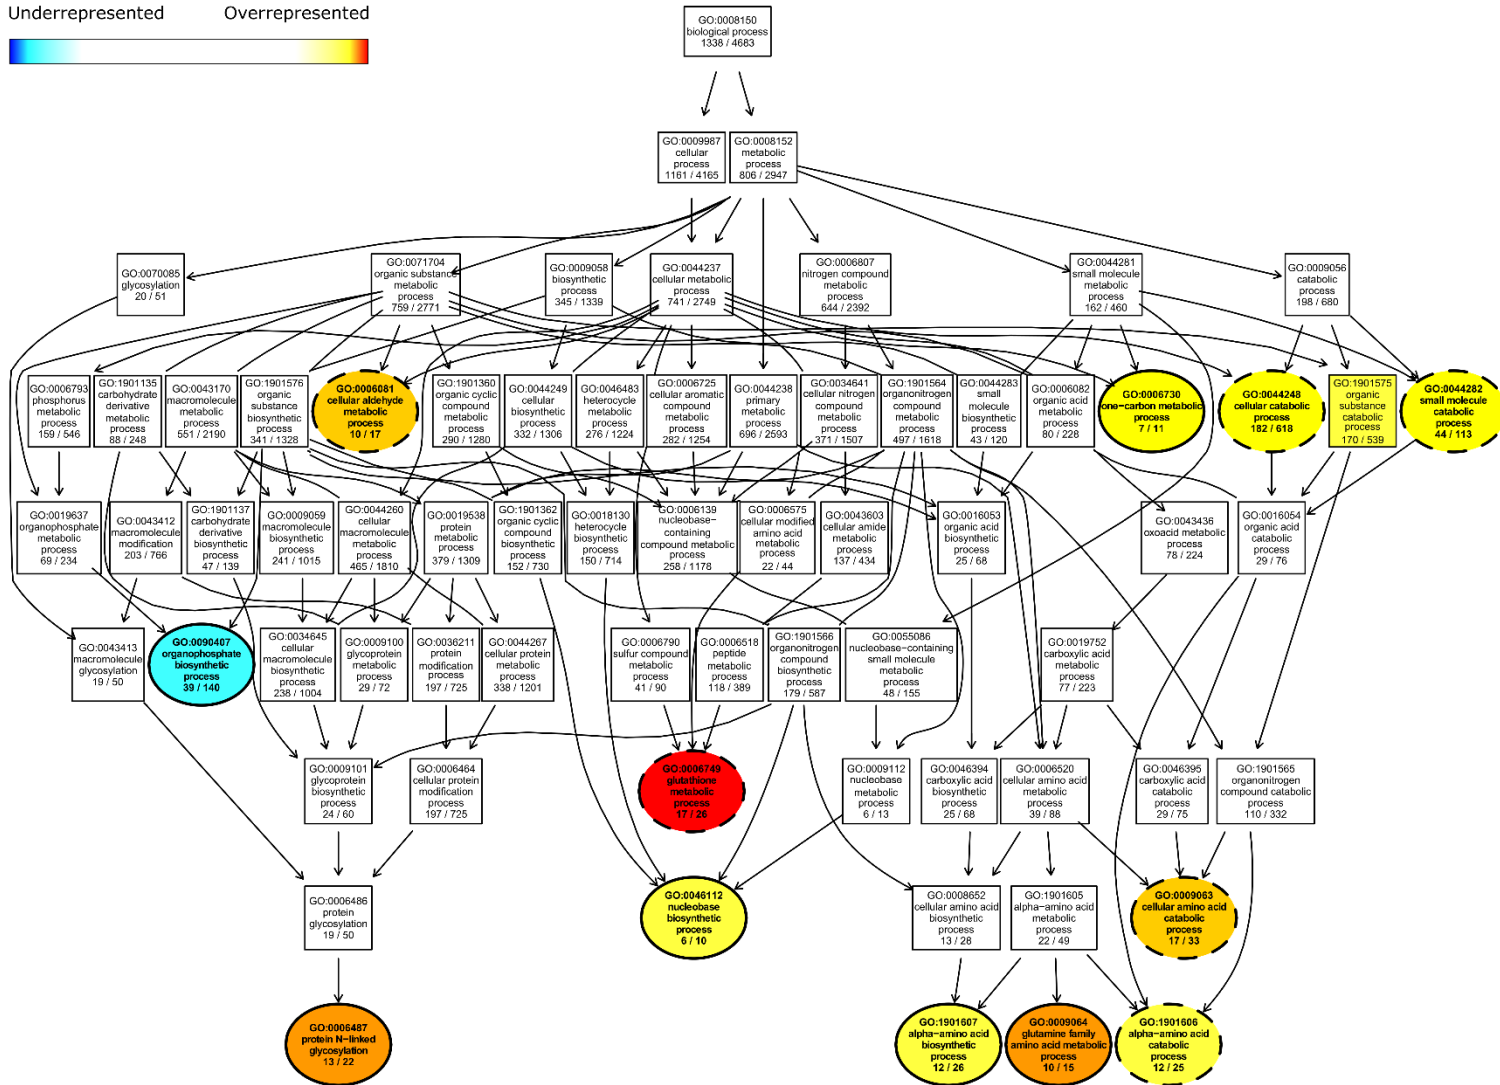 Underrepresented
Overrepresented
GO:0008150
biological process
1338 / 4683
GO:0009987
cellular
process
1161 / 4165
GO:0008152
metabolic
process
806 / 2947
GO:0070085
glycosylation
20 / 51
GO:0071704
organic substance
metabolic
process
759 / 2771
GO:0009058
biosynthetic
process
345 / 1339
GO:0044237
cellular metabolic
process
741 / 2749
GO:0006807
nitrogen compound
metabolic
process
644 / 2392
GO:0044281
small molecule
metabolic
process
162 / 460
GO:0009056
catabolic
process
198 / 680
GO:0006793
phosphorus
metabolic
process
159 / 546
GO:1901135
carbohydrate
derivative
metabolic process
88 / 248
GO:0043170
macromolecule
metabolic
process
551 / 2190
GO:1901576
organic
substance
biosynthetic
process
341 / 1328
GO:0006081
cellular aldehyde
metabolic
process
10 / 17
GO:1901360
organic cyclic
compound
metabolic process
290 / 1280
GO:0044249
cellular
biosynthetic
process
332 / 1306
GO:0046483
heterocycle
metabolic
process
276 / 1224
GO:0006725
cellular aromatic
compound
metabolic process
282 / 1254
GO:0044238
primary
metabolic
process
696 / 2593
GO:0034641
cellular nitrogen
compound
metabolic process
371 / 1507
GO:1901564
organonitrogen
compound
metabolic process
497 / 1618
GO:0044283
small
molecule
biosynthetic
process
43 / 120
GO:0006082
organic acid
metabolic
process
80 / 228
GO:0006730
one-carbon metabolic
process
7 / 11
GO:0044248
cellular catabolic
process
182 / 618
GO:1901575
organic
substance
catabolic
process
170 / 539
GO:0044282
small molecule
catabolic
process
44 / 113
GO:0019637
organophosphate
metabolic
process
69 / 234
GO:0043412
macromolecule
modification
203 / 766
GO:1901137
carbohydrate
derivative
biosynthetic
process
47 / 139
GO:0009059
macromolecule
biosynthetic
process
241 / 1015
GO:0044260
cellular
macromolecule
metabolic process
465 / 1810
GO:0019538
protein
metabolic
process
379 / 1309
GO:1901362
organic cyclic
compound
biosynthetic
process
152 / 730
GO:0018130
heterocycle
biosynthetic
process
150 / 714
GO:0006139
nucleobase-
containing
compound metabolic
process
258 / 1178
GO:0006575
cellular modified
amino acid
metabolic process
22 / 44
GO:0043603
cellular amide
metabolic
process
137 / 434
GO:0016053
organic acid
biosynthetic
process
25 / 68
GO:0043436
oxoacid metabolic
process
78 / 224
GO:0016054
organic acid
catabolic
process
29 / 76
GO:0043413
macromolecule
glycosylation
19 / 50
GO:0090407
organophosphate
biosynthetic
process
39 / 140
GO:0034645
cellular
macromolecule
biosynthetic
process
238 / 1004
GO:0009100
glycoprotein
metabolic
process
29 / 72
GO:0036211
protein
modification
process
197 / 725
GO:0044267
cellular protein
metabolic
process
338 / 1201
GO:0006790
sulfur compound
metabolic
process
41 / 90
GO:0006518
peptide
metabolic
process
118 / 389
GO:1901566
organonitrogen
compound
biosynthetic
process
179 / 587
GO:0055086
nucleobase-containing
small molecule
metabolic
process
48 / 155
GO:0019752
carboxylic acid
metabolic
process
77 / 223
GO:0009101
glycoprotein
biosynthetic
process
24 / 60
GO:0006464
cellular protein
modification
process
197 / 725
GO:0006749
glutathione
metabolic
process
17 / 26
GO:0009112
nucleobase
metabolic
process
6 / 13
GO:0046394
carboxylic acid
biosynthetic
process
25 / 68
GO:0006520
cellular amino acid
metabolic
process
39 / 88
GO:0046395
carboxylic acid
catabolic
process
29 / 75
GO:1901565
organonitrogen
compound catabolic
process
110 / 332
GO:0006486
protein
glycosylation
19 / 50
GO:0046112
nucleobase
biosynthetic
process
6 / 10
GO:0008652
cellular amino acid
biosynthetic
process
13 / 28
GO:1901605
alpha-amino acid
metabolic
process
22 / 49
GO:0009063
cellular amino acid
catabolic
process
17 / 33
GO:0006487
protein N-linked
glycosylation
13 / 22
GO:1901607
alpha-amino acid
biosynthetic
process
12 / 26
GO:0009064
glutamine family
amino acid metabolic
process
10 / 15
GO:1901606
alpha-amino acid
catabolic
process
12 / 25